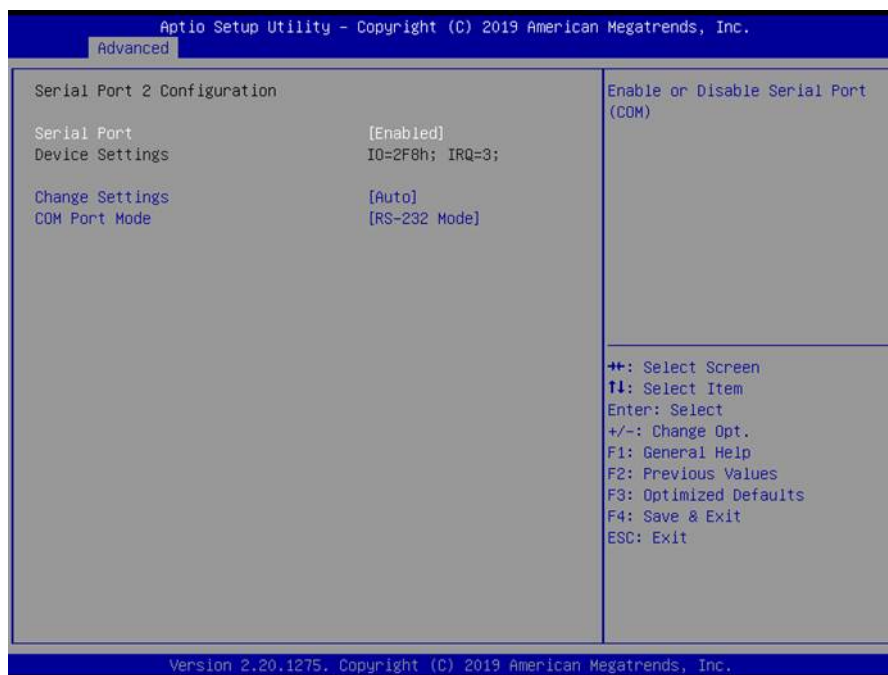 Aptio Setup Utility – Copyright (C) 2019 American Megatrends, Inc.
Advanced
Serial Port 2 Configuration
Serial Port [Enabled]
Device Settings IO=2F8h; IRQ=3;
Change Settings [Auto]
COM Port Mode [RS-232 Mode]
Enable or Disable Serial Port
(COM)
→←: Select Screen
↑↓: Select Item
Enter: Select
+/-: Change Opt.
F1: General Help
F2: Previous Values
F3: Optimized Defaults
F4: Save & Exit
ESC: Exit
Version 2.20.1275. Copyright (C) 2019 American Megatrends, Inc.